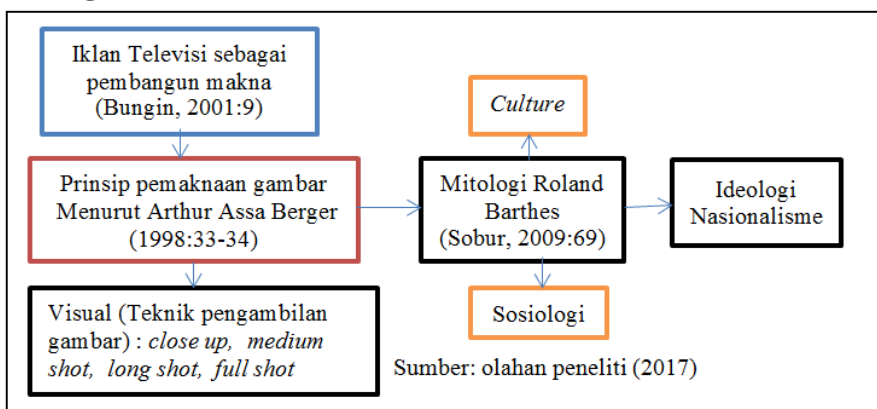 Iklan Televisi sebagai
pembangun makna
(Bungin, 2001:9)
Prinsip pemaknaan gambar
Menurut Arthur Assa Berger
(1998:33-34)
Visual (Teknik pengambilan
gambar) : close up, medium
shot, long shot, full shot
Culture
Mitologi Roland
Barthes
(Sobur, 2009:69)
Sosiologi
Ideologi
Nasionalisme
Sumber: olahan peneliti (2017)